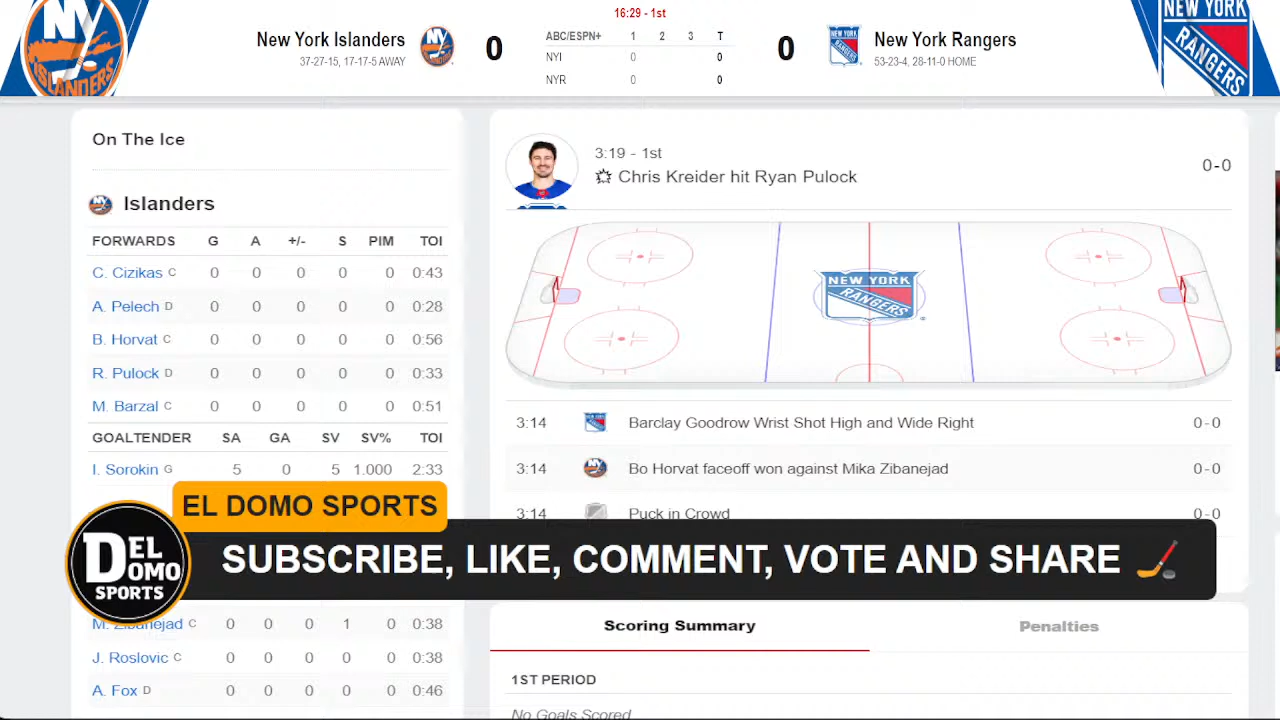 16:29 - 1st
New York Islanders
37-27-15, 17-17-5 AWAY
0
ABC/ESPN+ 1 2 3 T
NYI 0 0
NYR 0 0
0
New York Rangers
53-23-4, 28-11-0 HOME
NY
ISLANDERS
NEW YORK
RANGERS
On The Ice
Islanders
FORWARDS G A +/- S PIM TOI
C. Cizikas C 0 0 0 0 0 0:43
A. Pelech D 0 0 0 0 0 0:28
B. Horvat C 0 0 0 0 0 0:56
R. Pulock D 0 0 0 0 0 0:33
M. Barzal C 0 0 0 0 0 0:51
GOALTENDER SA GA SV SV% TOI
I. Sorokin G 5 0 5 1.000 2:33
3:19 - 1st
Chris Kreider hit Ryan Pulock
0-0
NEW YORK
RANGERS
3:14 Barclay Goodrow Wrist Shot High and Wide Right 0-0
3:14 Bo Horvat faceoff won against Mika Zibanejad 0-0
3:14 Puck in Crowd 0-0
EL DOMO SPORTS
DEL
DOMO
SPORTS
SUBSCRIBE, LIKE, COMMENT, VOTE AND SHARE
M. Zibanejad C 0 0 0 1 0 0:38
J. Roslovic C 0 0 0 0 0 0:38
A. Fox D 0 0 0 0 0 0:46
Scoring Summary
Penalties
1ST PERIOD
No Goals Scored